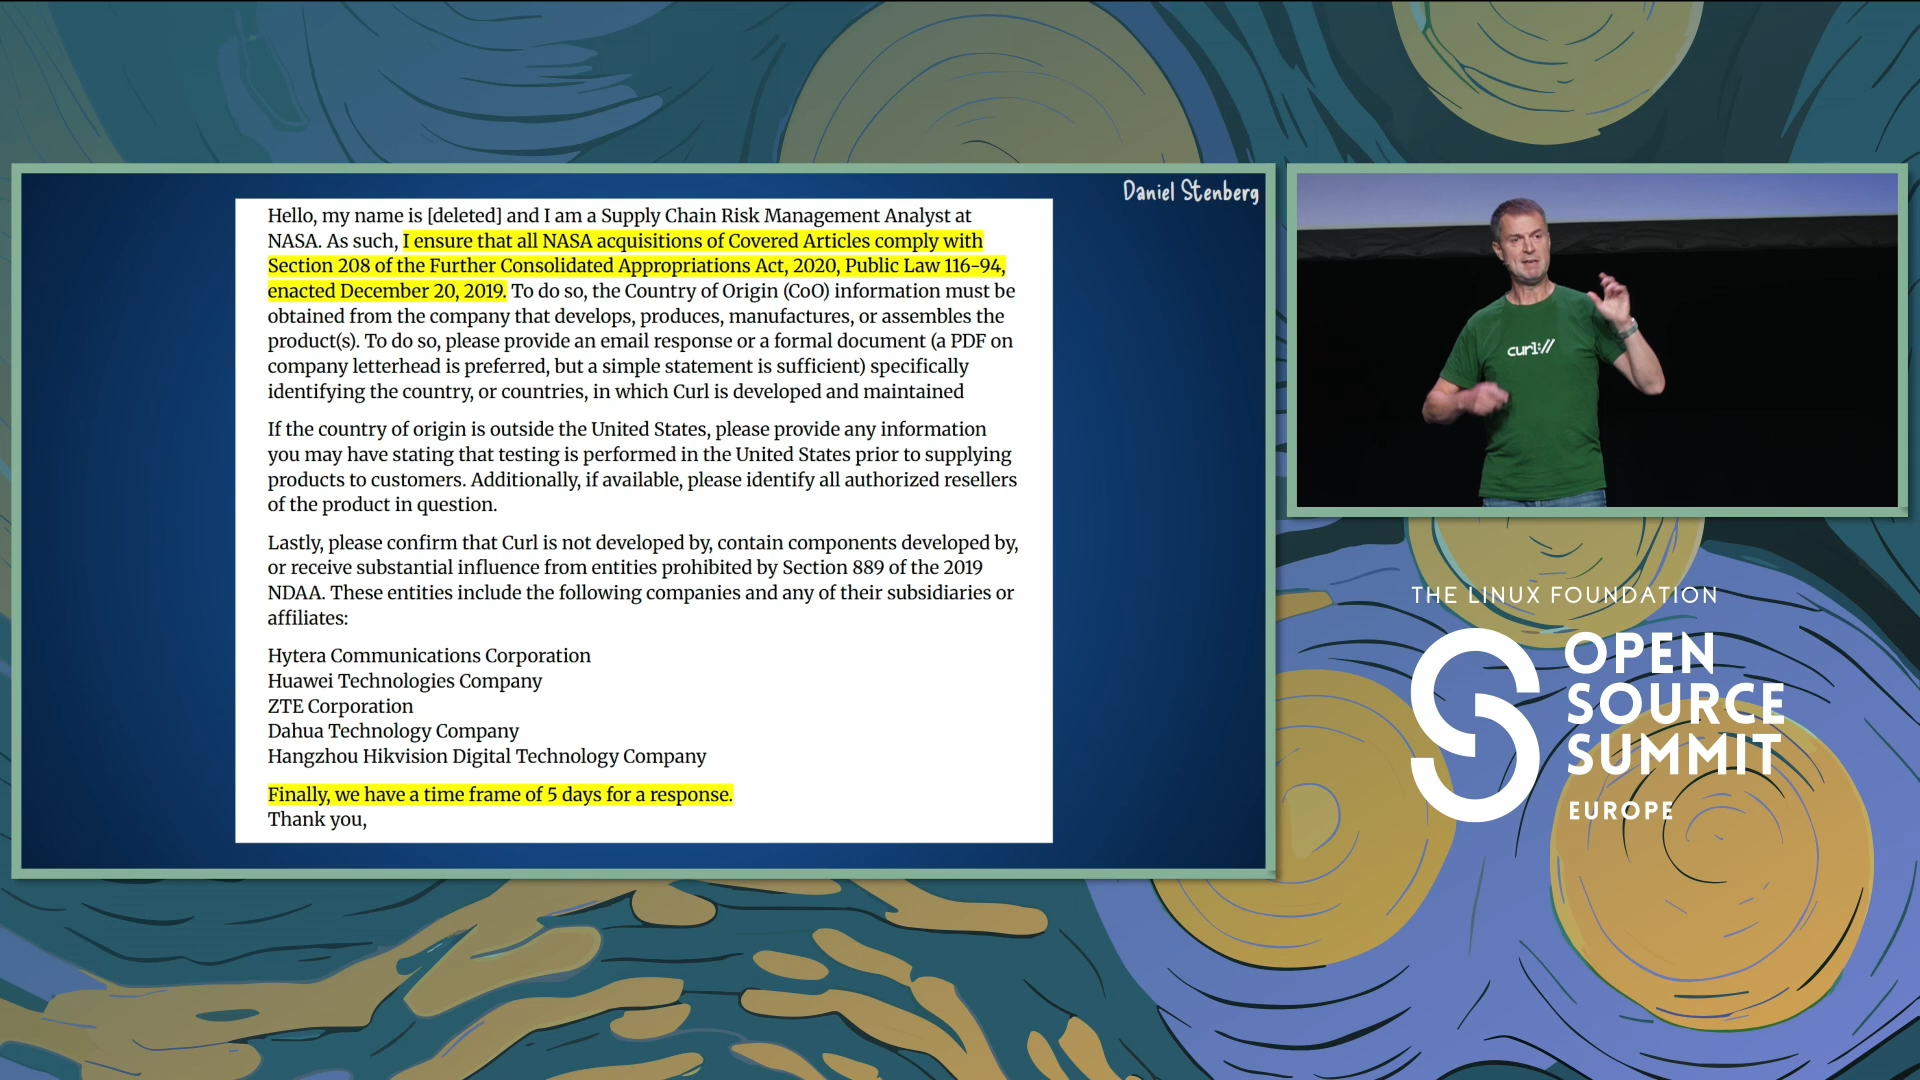 Daniel Stenberg
Hello, my name is [deleted] and I am a Supply Chain Risk Management Analyst at
NASA. As such, I ensure that all NASA acquisitions of Covered Articles comply with
Section 208 of the Further Consolidated Appropriations Act, 2020, Public Law 116-94,
enacted December 20, 2019. To do so, the Country of Origin (CoO) information must be
obtained from the company that develops, produces, manufactures, or assembles the
product(s). To do so, please provide an email response or a formal document (a PDF on
company letterhead is preferred, but a simple statement is sufficient) specifically
identifying the country, or countries, in which Curl is developed and maintained
If the country of origin is outside the United States, please provide any information
you may have stating that testing is performed in the United States prior to supplying
products to customers. Additionally, if available, please identify all authorized resellers
of the product in question.
Lastly, please confirm that Curl is not developed by, contain components developed by,
or receive substantial influence from entities prohibited by Section 889 of the 2019
NDAA. These entities include the following companies and any of their subsidiaries or
affiliates:
Hytera Communications Corporation
Huawei Technologies Company
ZTE Corporation
Dahua Technology Company
Hangzhou Hikvision Digital Technology Company
Finally, we have a time frame of 5 days for a response.
Thank you,
curl://
THE LINUX FOUNDATION
OPEN
SOURCE
SUMMIT
EUROPE